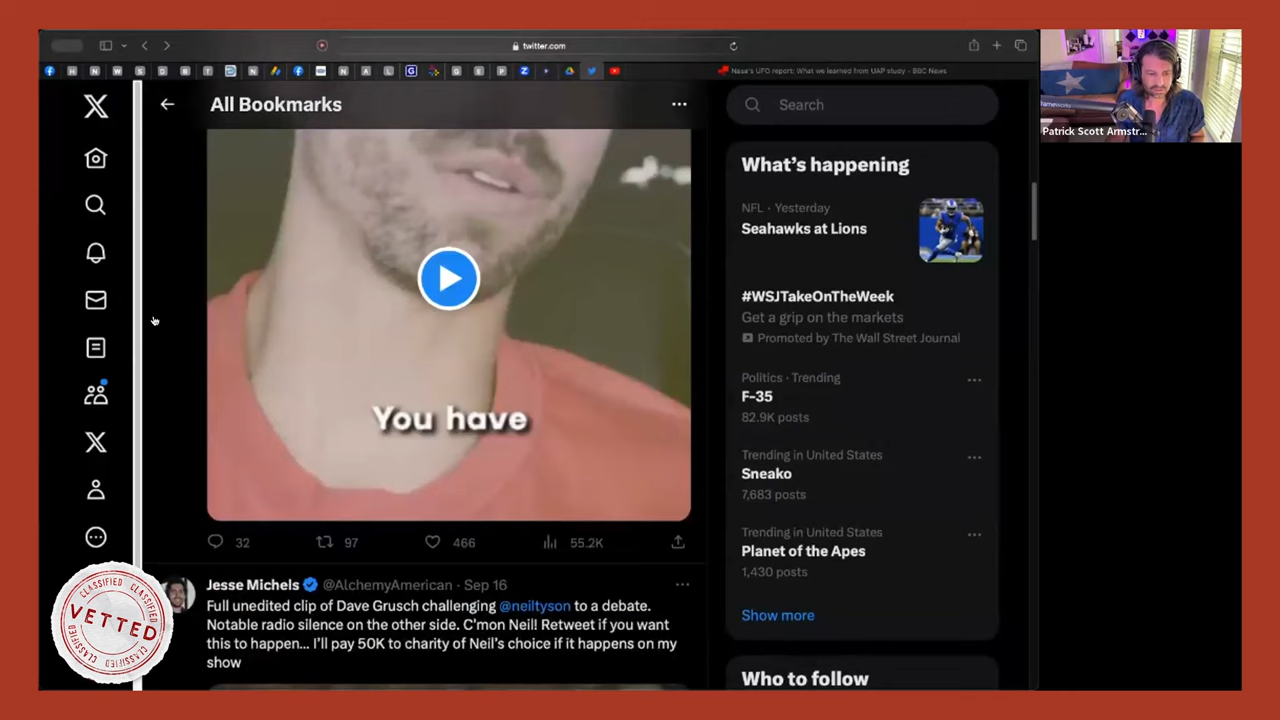 twitter.com
Nasa's UFO report: What we learned from UAP study - BBC News
Patrick Scott Armstr...
All Bookmarks
Search
What's happening
NFL · Yesterday
Seahawks at Lions
#WSJTakeOnTheWeek
Get a grip on the markets
Promoted by The Wall Street Journal
Politics · Trending
F-35
82.9K posts
Trending in United States
Sneako
7,683 posts
Trending in United States
Planet of the Apes
1,430 posts
Show more
Who to follow
You have
32 97 466 55.2K
Jesse Michels @AlchemyAmerican · Sep 16
Full unedited clip of Dave Grusch challenging @neiltyson to a debate.
Notable radio silence on the other side. C'mon Neil! Retweet if you want
this to happen... I'll pay 50K to charity of Neil's choice if it happens on my
show
CLASSIFIED CLASSIFIED CLASSIFIED
VETTED
CLASSIFIED CLASSIFIED